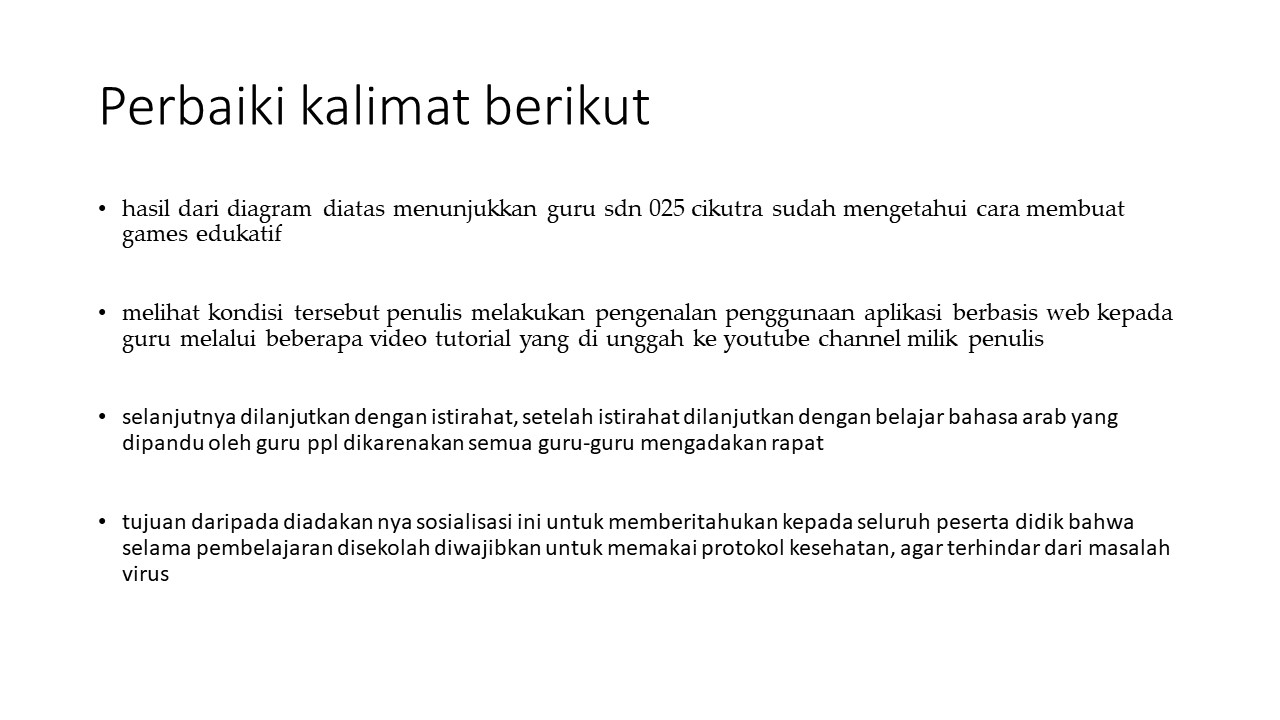 Perbaiki kalimat berikut
• hasil dari diagram diatas menunjukkan guru sdn 025 cikutra sudah mengetahui cara membuat
games edukatif
• melihat kondisi tersebut penulis melakukan pengenalan penggunaan aplikasi berbasis web kepada
guru melalui beberapa video tutorial yang di unggah ke youtube channel milik penulis
• selanjutnya dilanjutkan dengan istirahat, setelah istirahat dilanjutkan dengan belajar bahasa arab yang
dipandu oleh guru ppl dikarenakan semua guru-guru mengadakan rapat
• tujuan daripada diadakan nya sosialisasi ini untuk memberitahukan kepada seluruh peserta didik bahwa
selama pembelajaran disekolah diwajibkan untuk memakai protokol kesehatan, agar terhindar dari masalah
virus